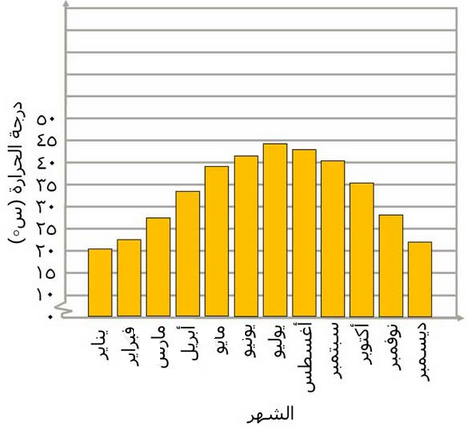 درجة الحرارة (س°)
٥٠
٤٥
٤٠
٣٥
٣٠
٢٥
٢٠
١٥
١٠
٠
يناير
فبراير
مارس
أبريل
مايو
يونيو
يوليو
أغسطس
سبتمبر
أكتوبر
نوفمبر
ديسمبر
الشهر